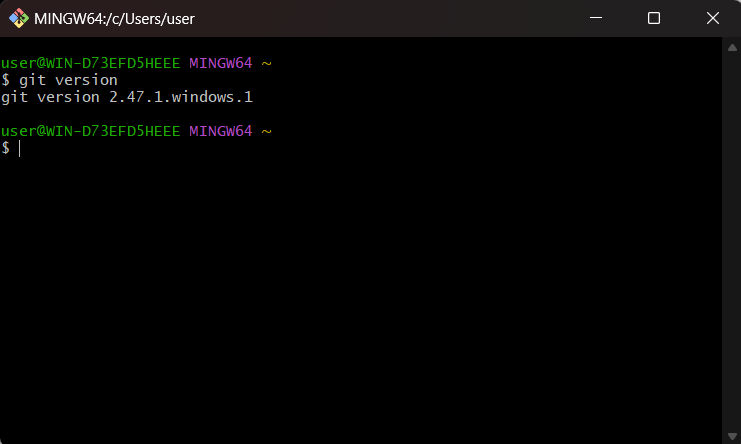 MINGW64:/c/Users/user
user@WIN-D73EFD5HEEE MINGW64 ~
$ git version
git version 2.47.1.windows.1
user@WIN-D73EFD5HEEE MINGW64 ~
$